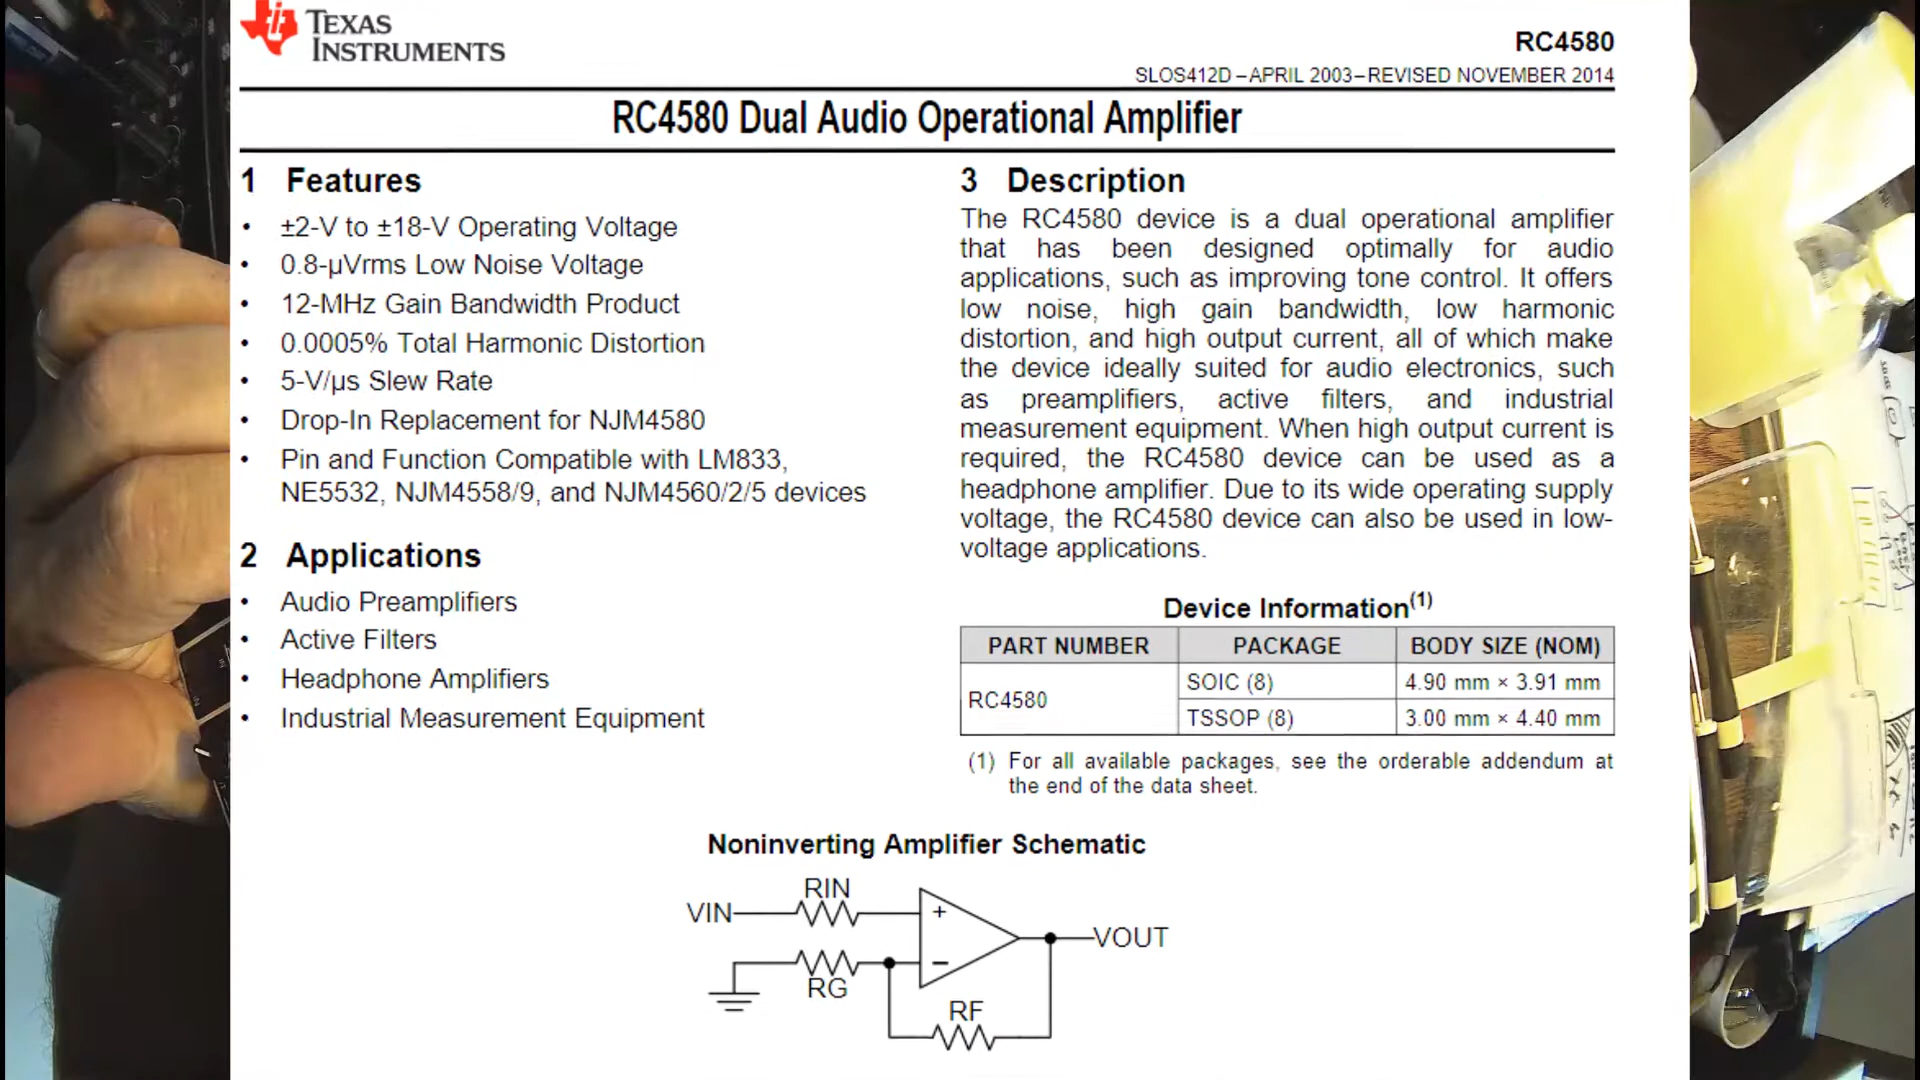 TEXAS
INSTRUMENTS
RC4580
SLOS412D –APRIL 2003–REVISED NOVEMBER 2014
RC4580 Dual Audio Operational Amplifier
1 Features
• ±2-V to ±18-V Operating Voltage
• 0.8-μVrms Low Noise Voltage
• 12-MHz Gain Bandwidth Product
• 0.0005% Total Harmonic Distortion
• 5-V/μs Slew Rate
• Drop-In Replacement for NJM4580
• Pin and Function Compatible with LM833,
NE5532, NJM4558/9, and NJM4560/2/5 devices
2 Applications
• Audio Preamplifiers
• Active Filters
• Headphone Amplifiers
• Industrial Measurement Equipment
3 Description
The RC4580 device is a dual operational amplifier
that has been designed optimally for audio
applications, such as improving tone control. It offers
low noise, high gain bandwidth, low harmonic
distortion, and high output current, all of which make
the device ideally suited for audio electronics, such
as preamplifiers, active filters, and industrial
measurement equipment. When high output current is
required, the RC4580 device can be used as a
headphone amplifier. Due to its wide operating supply
voltage, the RC4580 device can also be used in low-
voltage applications.
Device Information(1)
PART NUMBER PACKAGE BODY SIZE (NOM)
RC4580
SOIC (8) 4.90 mm × 3.91 mm
TSSOP (8) 3.00 mm × 4.40 mm
(1) For all available packages, see the orderable addendum at
the end of the data sheet.
Noninverting Amplifier Schematic
RIN
VIN
+
VOUT
–
RG
RF